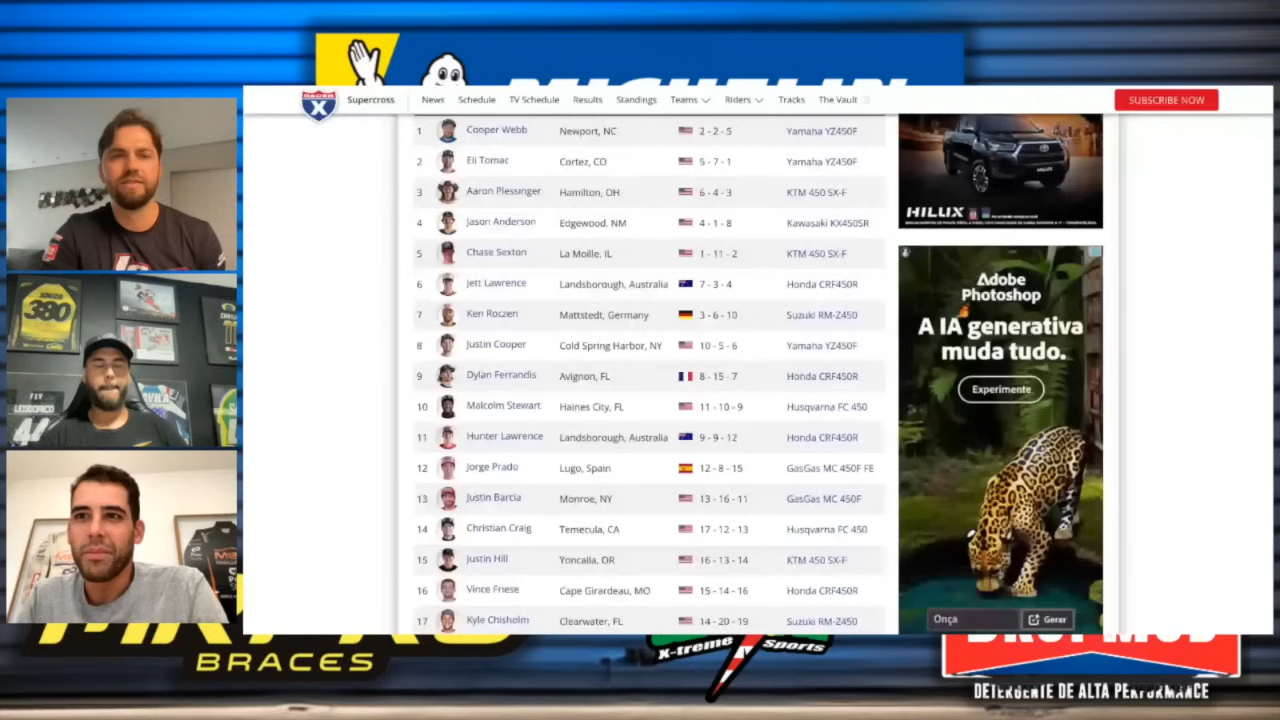 MICHELIN
RACER X Supercross News Schedule TV Schedule Results Standings Teams Riders Tracks The Vault SUBSCRIBE NOW
1 Cooper Webb Newport, NC 2 - 2 - 5 Yamaha YZ450F
2 Eli Tomac Cortez, CO 5 - 7 - 1 Yamaha YZ450F
3 Aaron Plessinger Hamilton, OH 6 - 4 - 3 KTM 450 SX-F
4 Jason Anderson Edgewood, NM 4 - 1 - 8 Kawasaki KX450SR
5 Chase Sexton La Moille, IL 1 - 11 - 2 KTM 450 SX-F
6 Jett Lawrence Landsborough, Australia 7 - 3 - 4 Honda CRF450R
7 Ken Roczen Mattstedt, Germany 3 - 6 - 10 Suzuki RM-Z450
8 Justin Cooper Cold Spring Harbor, NY 10 - 5 - 6 Yamaha YZ450F
9 Dylan Ferrandis Avignon, FL 8 - 15 - 7 Honda CRF450R
10 Malcolm Stewart Haines City, FL 11 - 10 - 9 Husqvarna FC 450
11 Hunter Lawrence Landsborough, Australia 9 - 9 - 12 Honda CRF450R
12 Jorge Prado Lugo, Spain 12 - 8 - 15 GasGas MC 450F FE
13 Justin Barcia Monroe, NY 13 - 16 - 11 GasGas MC 450F
14 Christian Craig Temecula, CA 17 - 12 - 13 Husqvarna FC 450
15 Justin Hill Yoncalla, OR 16 - 13 - 14 KTM 450 SX-F
16 Vince Friese Cape Girardeau, MO 15 - 14 - 16 Honda CRF450R
17 Kyle Chisholm Clearwater, FL 14 - 20 - 19 Suzuki RM-Z450
HILUX
Adobe
Photoshop
A IA generativa
muda tudo.
Experimente
Onça Gerar
380
FLY
BRACES
X-treme Sports
DETERGENTE DE ALTA PERFORMANCE